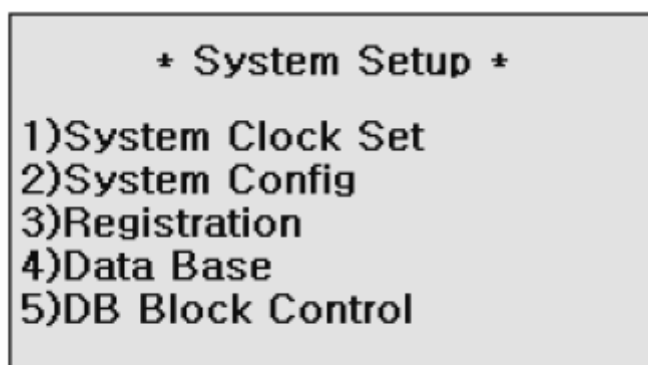 * System Setup *
1)System Clock Set
2)System Config
3)Registration
4)Data Base
5)DB Block Control